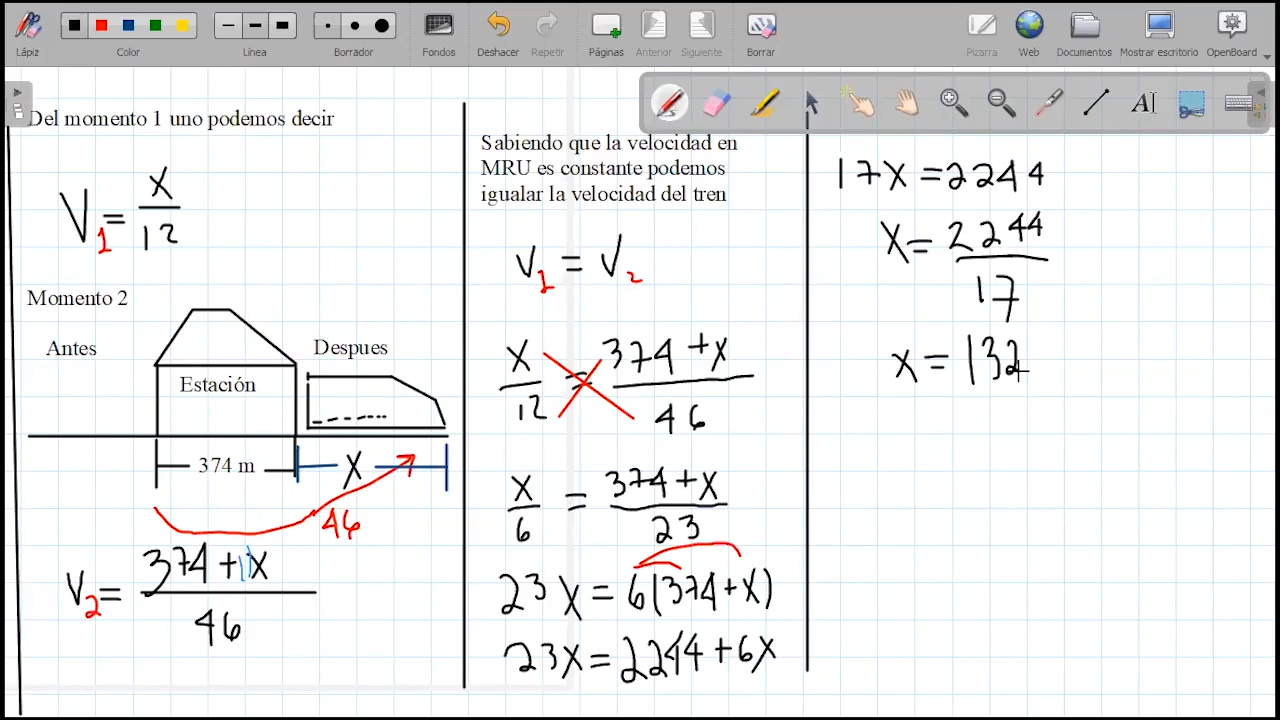 Lápiz Color Línea Borrador Fondos Deshacer Repetir Páginas Anterior Siguiente Borrar Pizarra Web Documentos Mostrar escritorio OpenBoard
Del momento 1 uno podemos decir
V₁ = x/12
Momento 2
Antes
Despues
Estación
374 m
x
46
V₂ = 374 + x / 46
Sabiendo que la velocidad en
MRU es constante podemos
igualar la velocidad del tren
V₁ = V₂
x/12 = 374 + x / 46
x/6 = 374 + x / 23
23x = 6(374 + x)
23x = 2244 + 6x
17x = 2244
x = 2244/17
x = 132